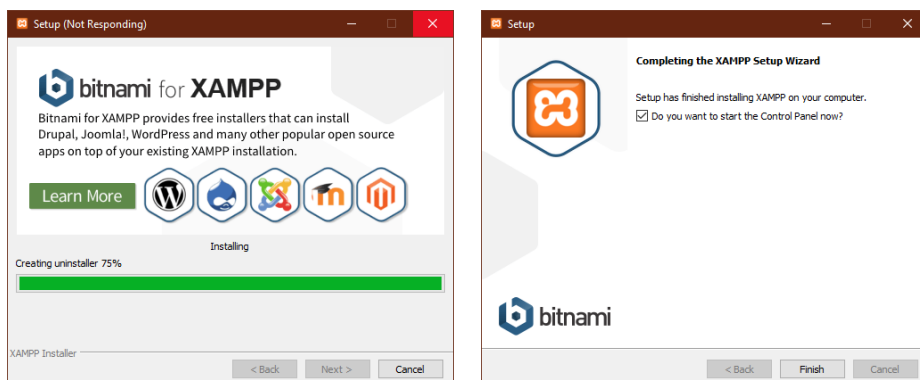 Setup (Not Responding)
bitnami for XAMPP
Bitnami for XAMPP provides free installers that can install
Drupal, Joomla!, WordPress and many other popular open source
apps on top of your existing XAMPP installation.
Learn More
Installing
Creating uninstaller 75%
XAMPP Installer
< Back
Next >
Cancel
Setup
Completing the XAMPP Setup Wizard
Setup has finished installing XAMPP on your computer.
Do you want to start the Control Panel now?
bitnami
< Back
Finish
Cancel